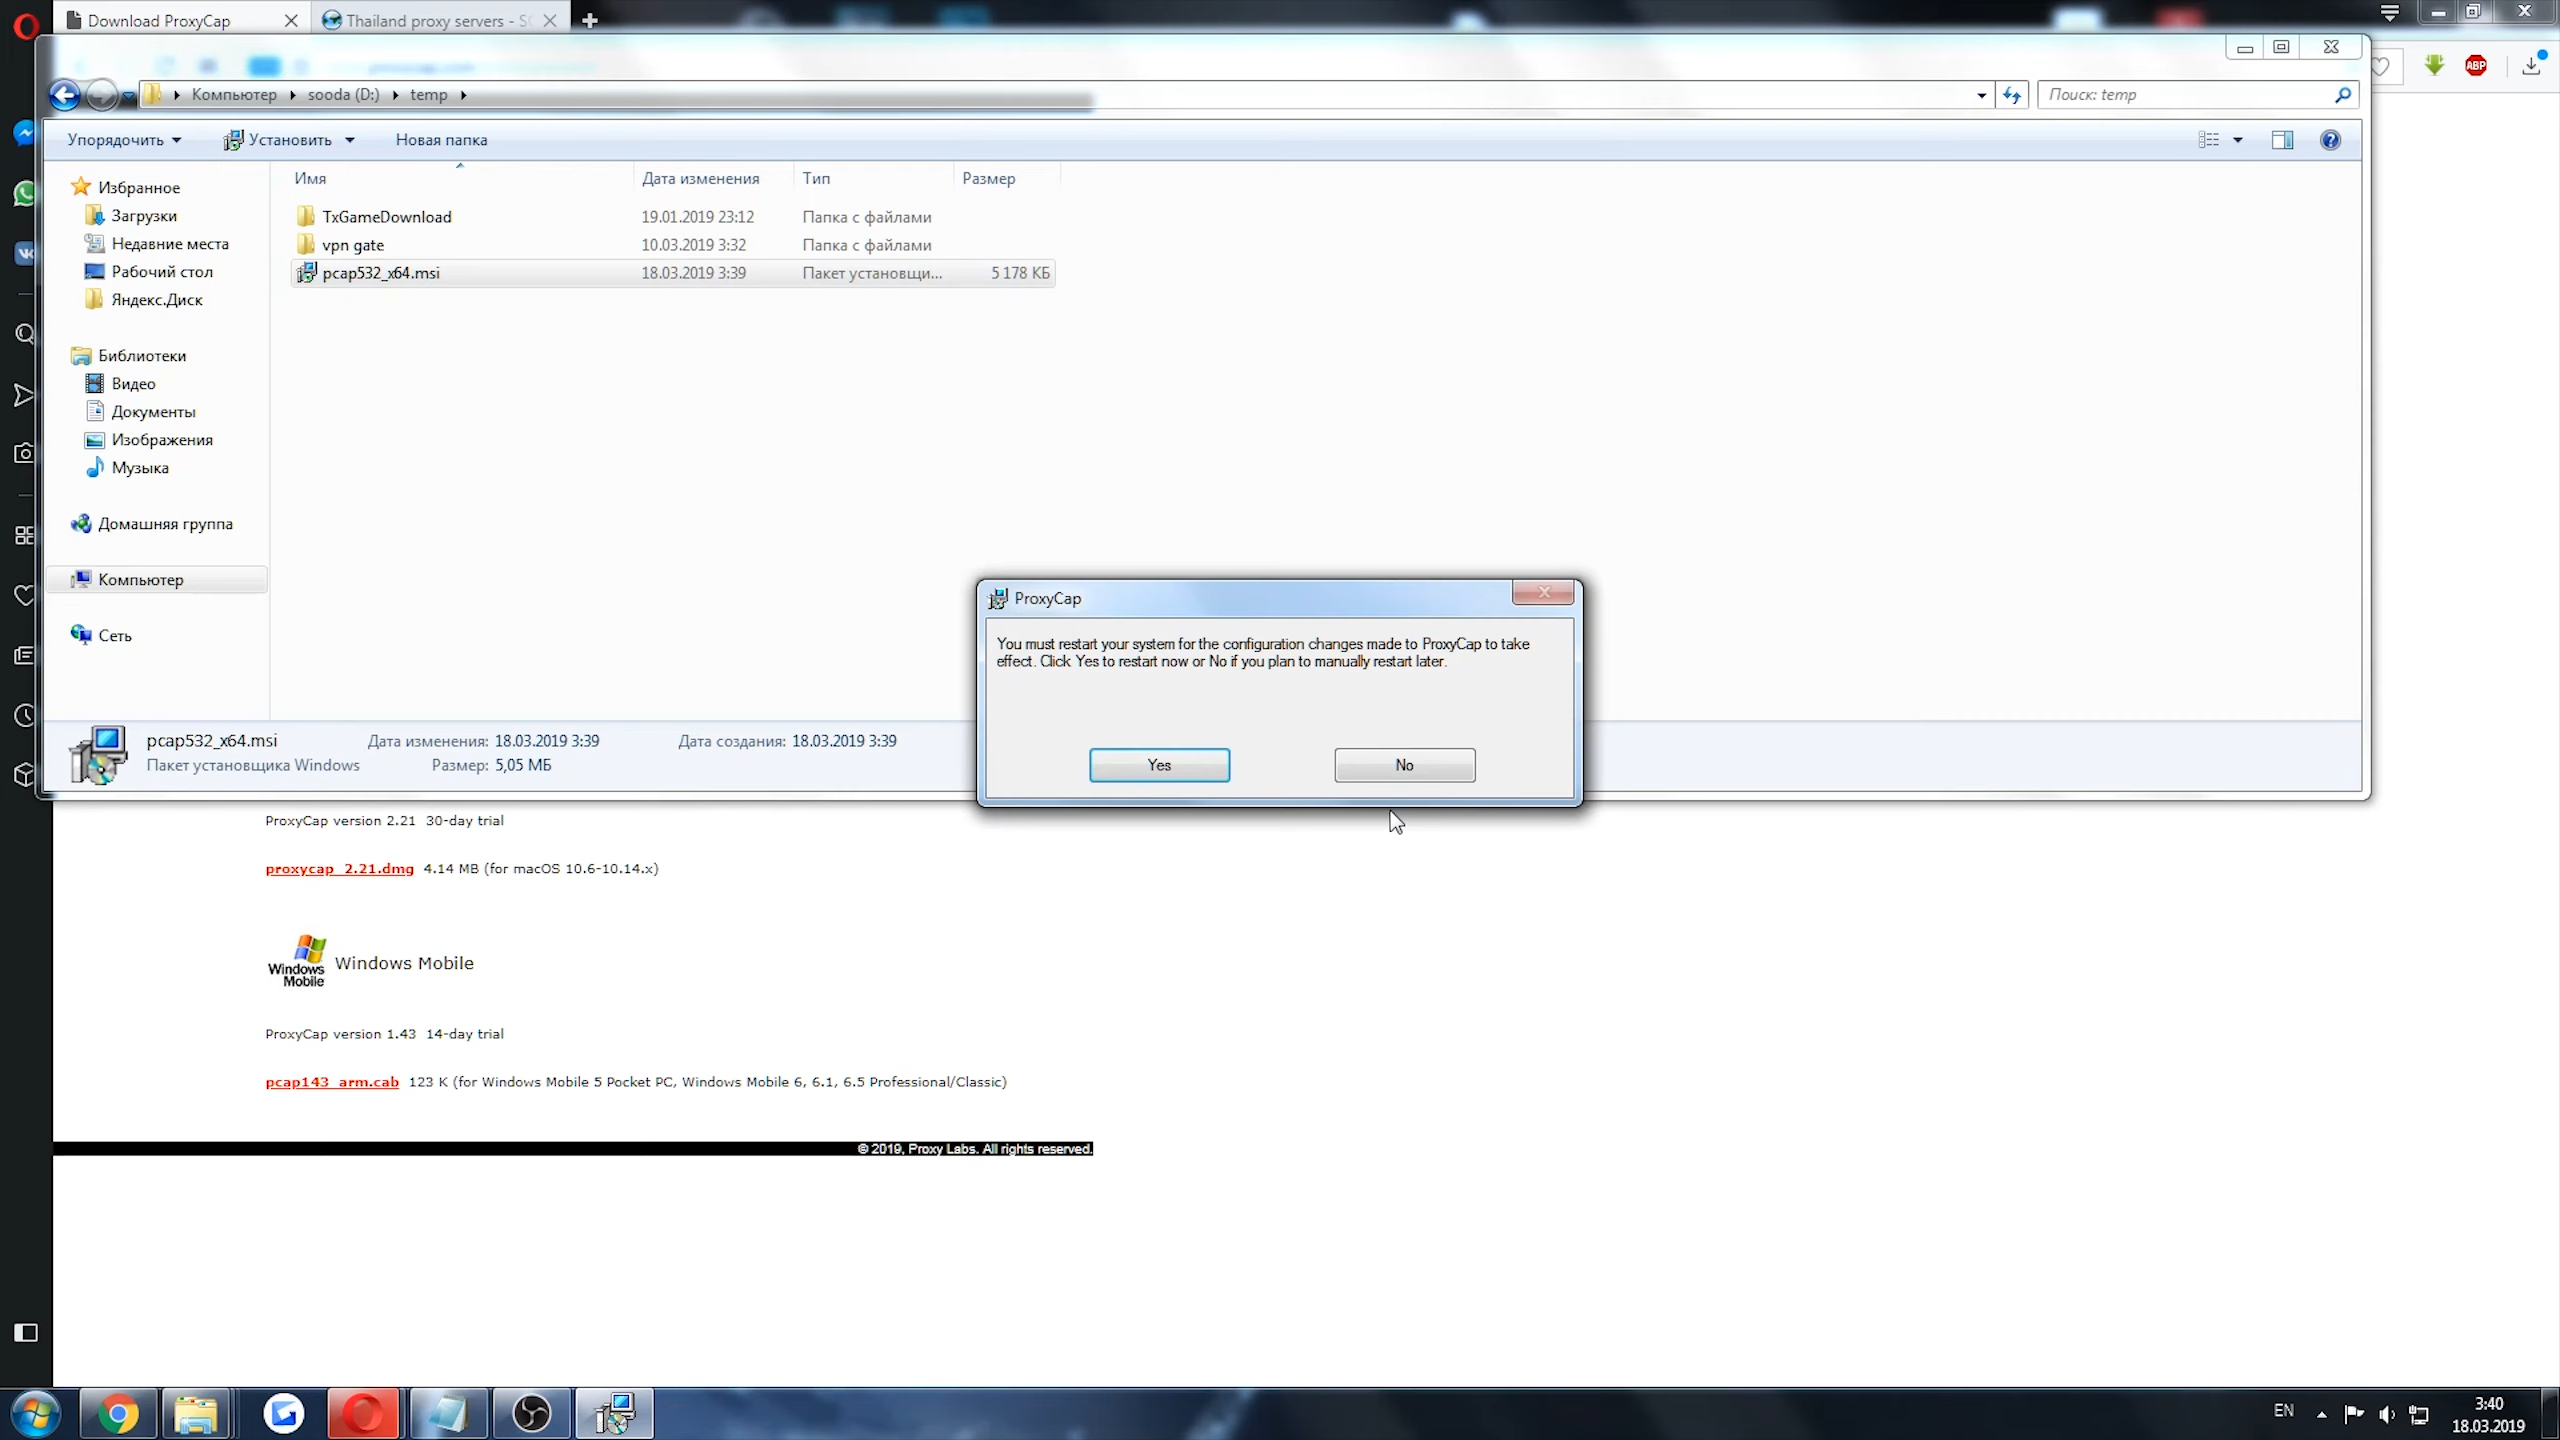 Download ProxyCap
Thailand proxy servers - S
Компьютер
sooda (D:)
temp
Поиск: temp
ABP
Упорядочить
Установить
Новая папка
Имя
Дата изменения
Тип
Размер
TxGameDownload
19.01.2019 23:12
Папка с файлами
vpn gate
10.03.2019 3:32
Папка с файлами
pcap532_x64.msi
18.03.2019 3:39
Пакет установщи...
5 178 КБ
Избранное
Загрузки
Недавние места
Рабочий стол
Яндекс.Диск
Библиотеки
Видео
Документы
Изображения
Музыка
Домашняя группа
Компьютер
Сеть
ProxyCap
You must restart your system for the configuration changes made to ProxyCap to take
effect. Click Yes to restart now or No if you plan to manually restart later.
Yes
No
pcap532_x64.msi
Дата изменения: 18.03.2019 3:39
Дата создания: 18.03.2019 3:39
Пакет установщика Windows
Размер: 5,05 МБ
ProxyCap version 2.21 30-day trial
proxycap_2.21.dmg 4.14 MB (for macOS 10.6-10.14.x)
Windows
Mobile
Windows Mobile
ProxyCap version 1.43 14-day trial
pcap143_arm.cab 123 K (for Windows Mobile 5 Pocket PC, Windows Mobile 6, 6.1, 6.5 Professional/Classic)
© 2019, Proxy Labs. All rights reserved.
EN
3:40
18.03.2019